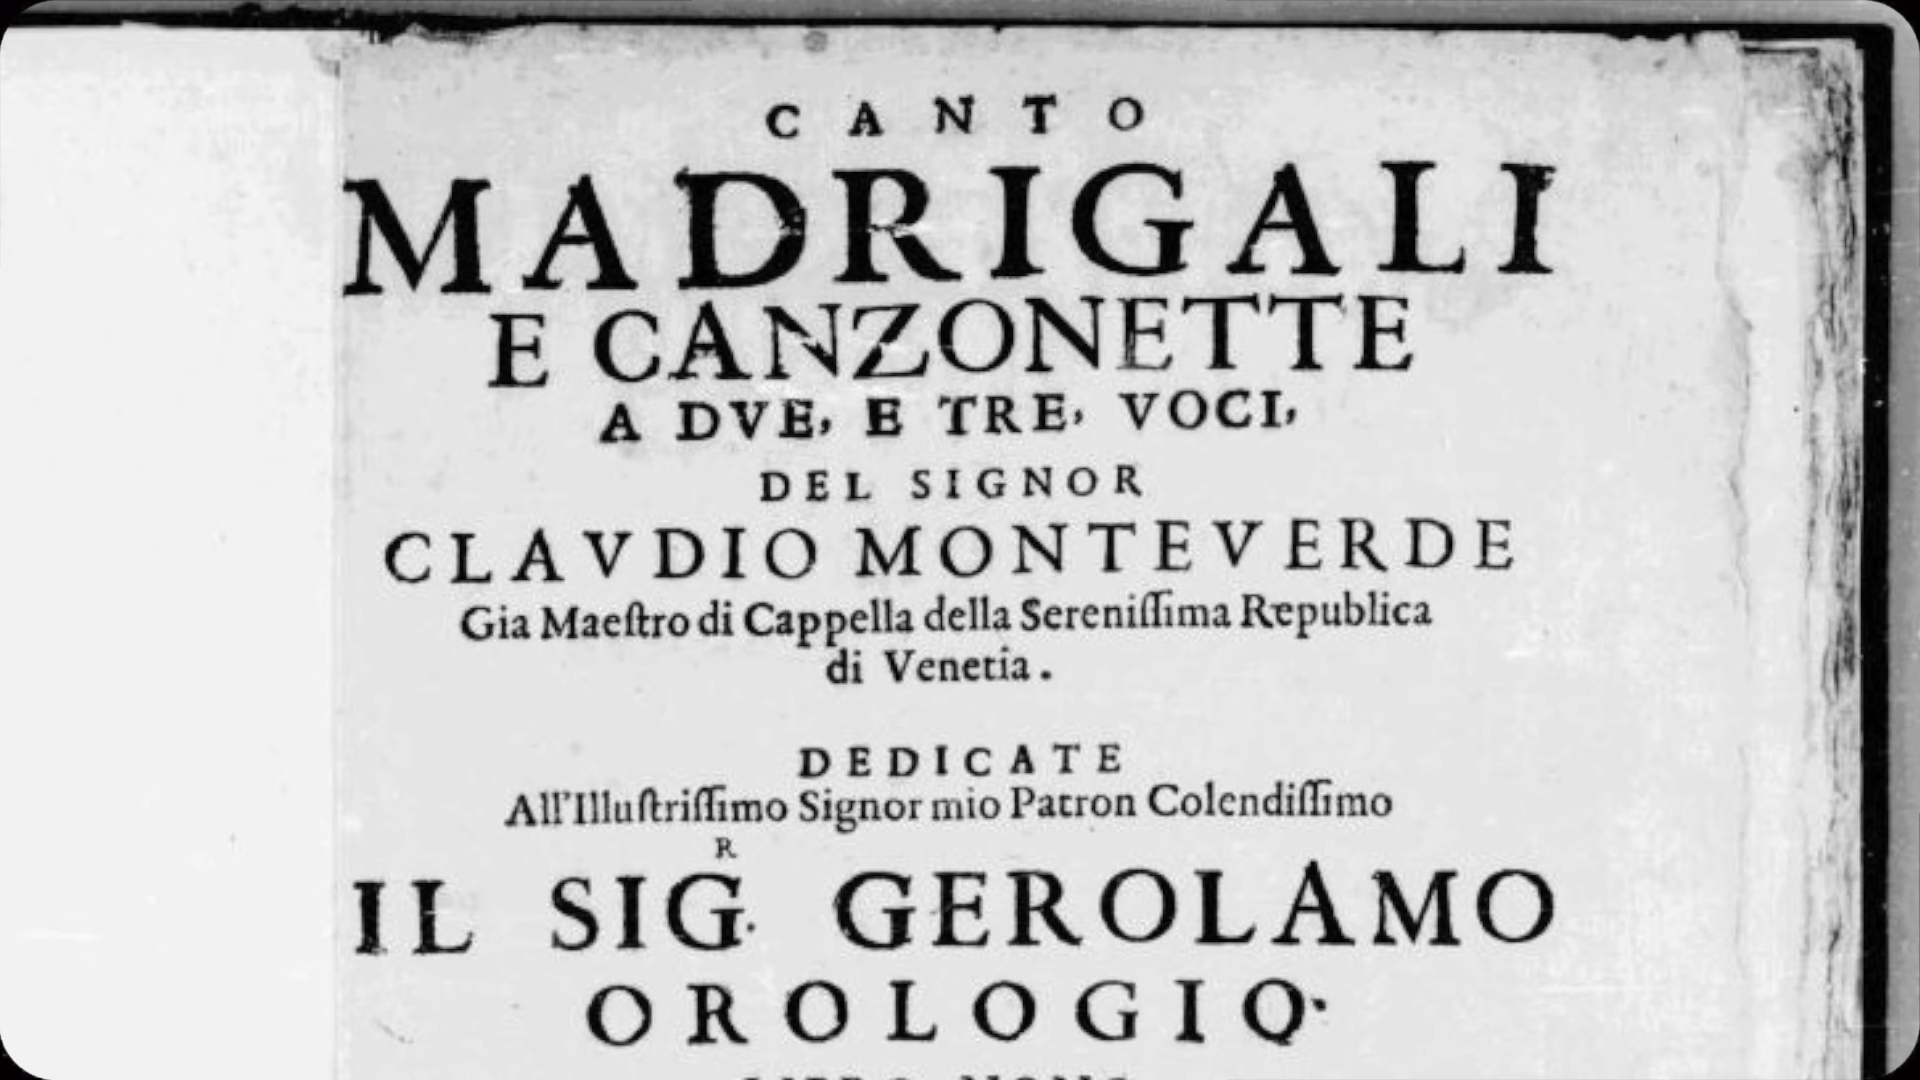 CANTO
MADRIGALI
E CANZONETTE
A DVE, E TRE, VOCI,
DEL SIGNOR
CLAVDIO MONTEVERDE
Gia Maeſtro di Cappella della Sereniſſima Republica
di Venetia.
DEDICATE
All'Illuſtriſſimo Signor mio Patron Colendiſſimo
R
IL SIG. GEROLAMO
OROLOGIO.